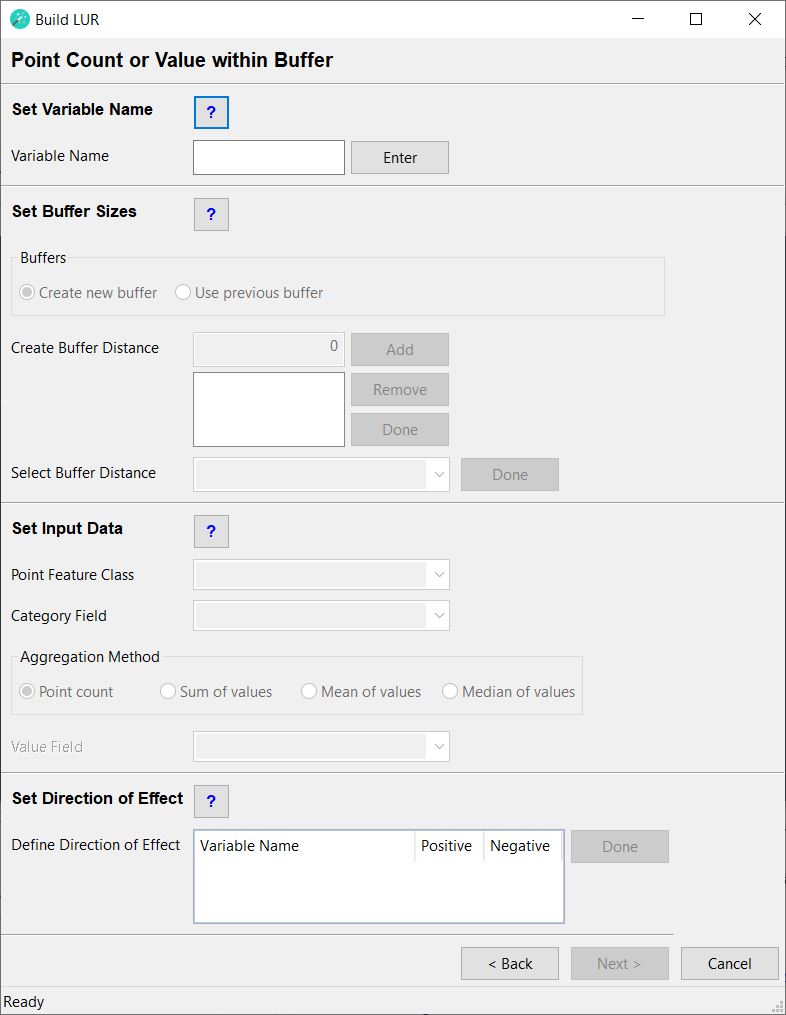 Build LUR
Point Count or Value within Buffer
Set Variable Name ?
Variable Name Enter
Set Buffer Sizes ?
Buffers
Create new buffer Use previous buffer
Create Buffer Distance 0 Add
Remove
Done
Select Buffer Distance Done
Set Input Data ?
Point Feature Class
Category Field
Aggregation Method
Point count Sum of values Mean of values Median of values
Value Field
Set Direction of Effect ?
Define Direction of Effect Variable Name Positive Negative Done
< Back Next > Cancel
Ready